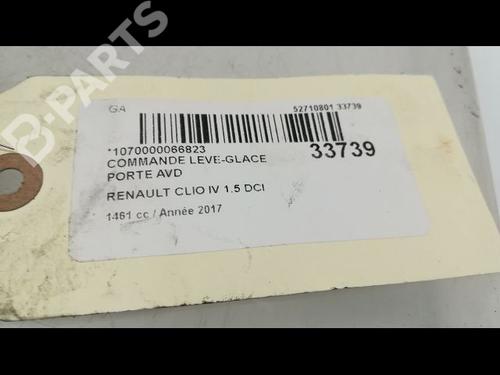 B-PARTS
GA
52710801 33739
*1070000066823
33739
COMMANDE LEVE-GLACE
PORTE AVD
RENAULT CLIO IV 1.5 DCI
1461 cc / Année 2017